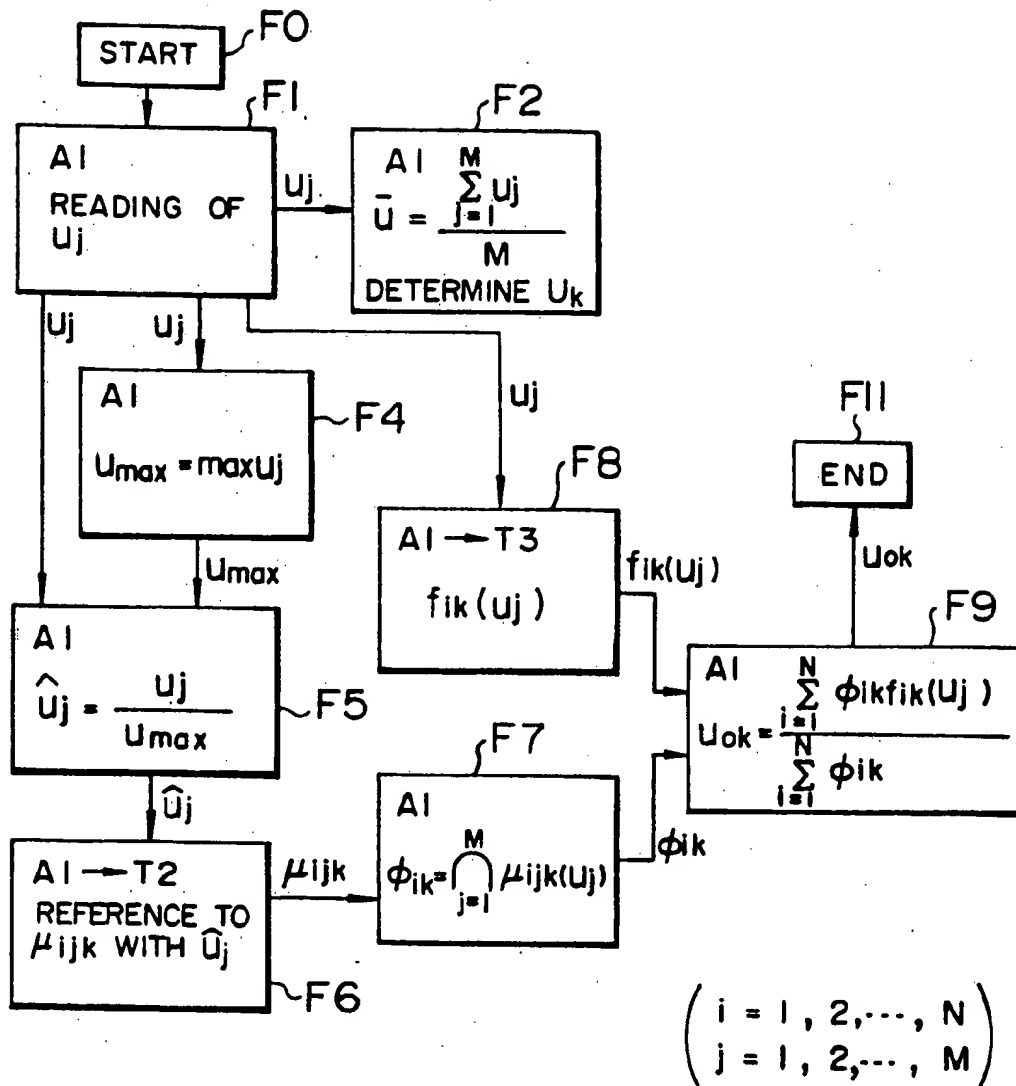 F0
START
F1
A1
READING OF
uj
uj
F2
A1
ū = M Σ j=1 uj / M
DETERMINE Uk
uj
uj
uj
F4
A1
umax = max uj
umax
F5
A1
ûj = uj / umax
ûj
F6
A1 → T2
REFERENCE TO
μijk WITH ûj
μijk
F7
A1
ϕik = M ⋂ j=1 μijk(uj)
ϕik
F8
A1 → T3
fik(uj)
fik(uj)
F9
A1
uok = N Σ i=1 ϕikfik(uj) / N Σ i=i ϕik
uok
F11
END
( i = 1 , 2,···, N
j = 1 , 2,···, M )